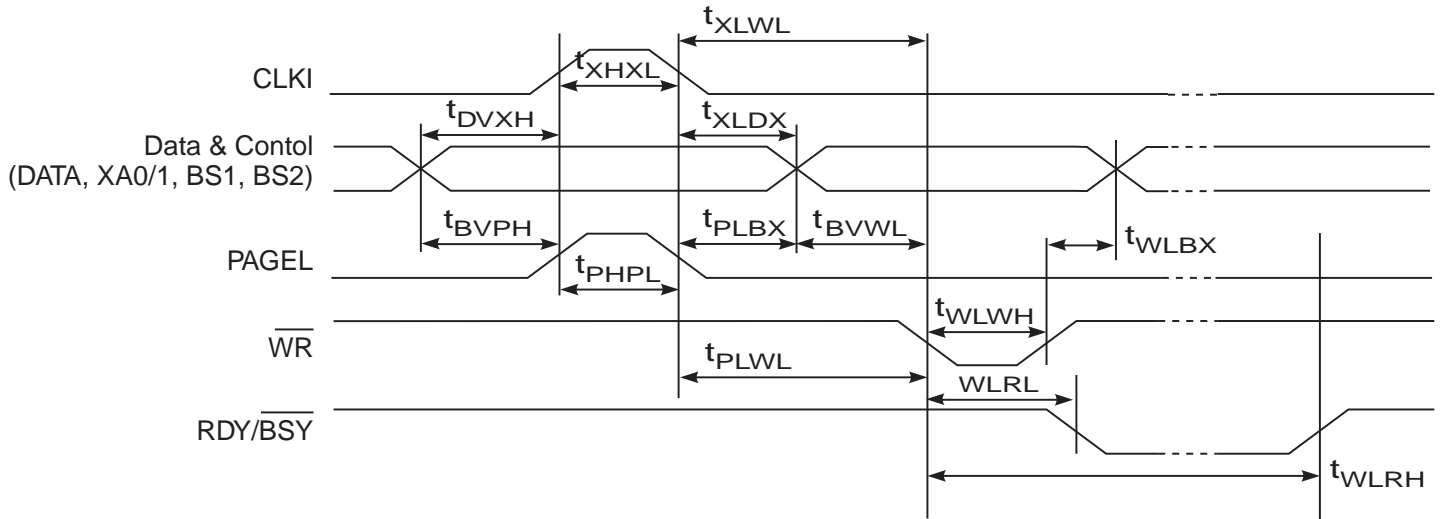 tXLWL
CLKI
tXHXL
tDVXH
tXLDX
Data & Contol
(DATA, XA0/1, BS1, BS2)
tBVPH
tPLBX
tBVWL
tWLBX
PAGEL
tPHPL
tWLWH
WR
tPLWL
WLRL
RDY/BSY
tWLRH